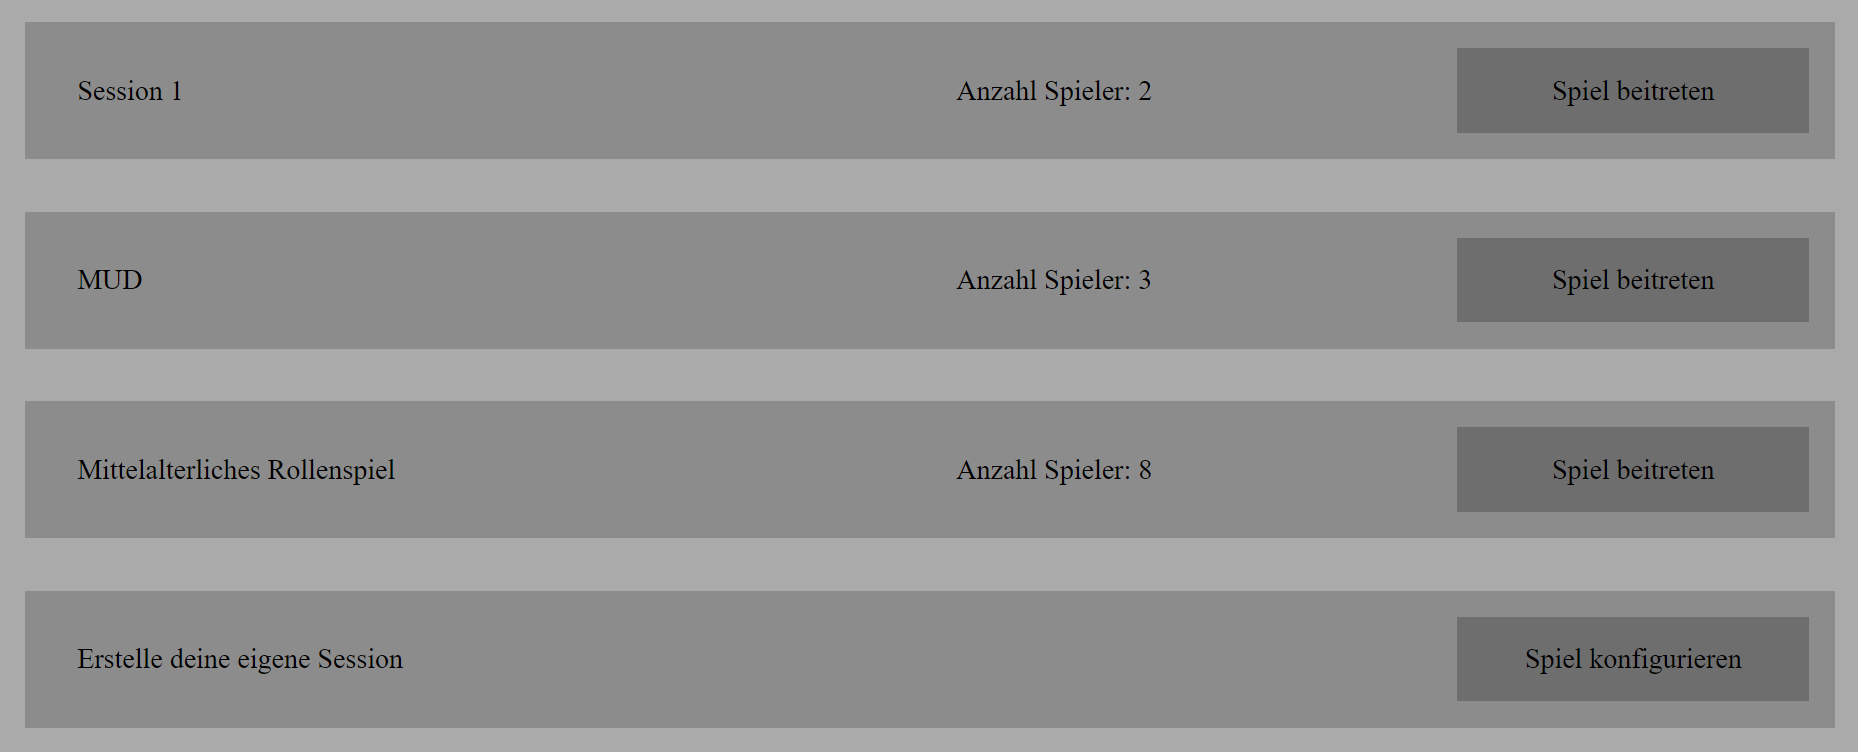 Session 1 Anzahl Spieler: 2 Spiel beitreten
MUD Anzahl Spieler: 3 Spiel beitreten
Mittelalterliches Rollenspiel Anzahl Spieler: 8 Spiel beitreten
Erstelle deine eigene Session Spiel konfigurieren